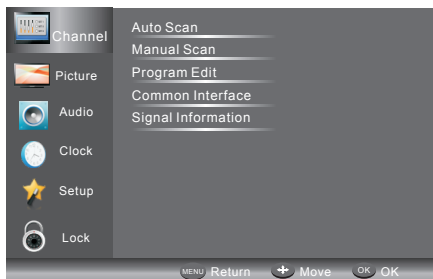 Channel
Picture
Audio
Clock
Setup
Lock
Auto Scan
Manual Scan
Program Edit
Common Interface
Signal Information
MENU Return Move OK OK